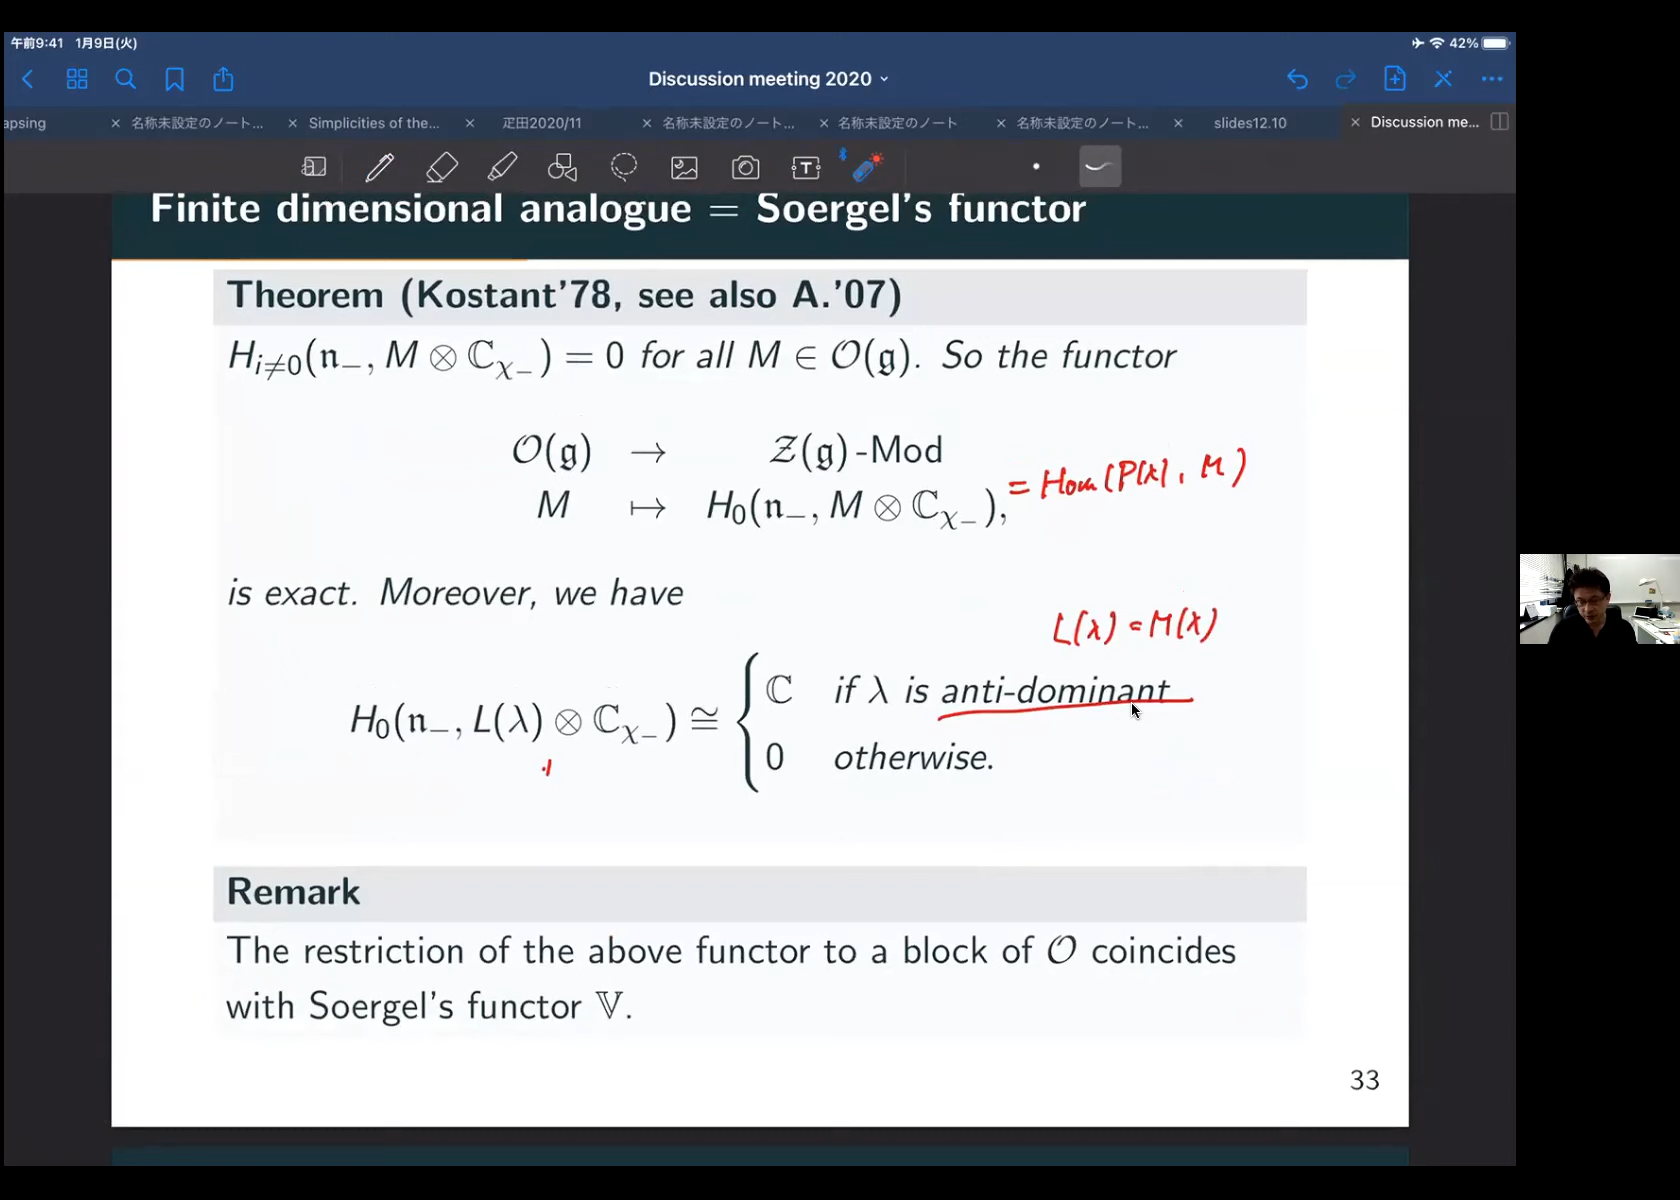 午前9:41 1月9日(火)
42%
Discussion meeting 2020
apsing
名称未設定のノート...
Simplicities of the...
疋田2020/11
名称未設定のノート...
名称未設定のノート
名称未設定のノート...
slides12.10
Discussion me...
Finite dimensional analogue = Soergel's functor
Theorem (Kostant'78, see also A.'07)
H_{i≠0}(𝔫_−, M ⊗ ℂ_{χ_−}) = 0 for all M ∈ 𝒪(𝔤). So the functor
𝒪(𝔤) → 𝒵(𝔤)-Mod
M ↦ H_0(𝔫_−, M ⊗ ℂ_{χ_−}), = Hom(P(λ), M)
is exact. Moreover, we have
L(λ) = M(λ)
H_0(𝔫_−, L(λ) ⊗ ℂ_{χ_−}) ≅ { ℂ if λ is anti-dominant
0 otherwise.
Remark
The restriction of the above functor to a block of 𝒪 coincides
with Soergel's functor 𝕍.
33